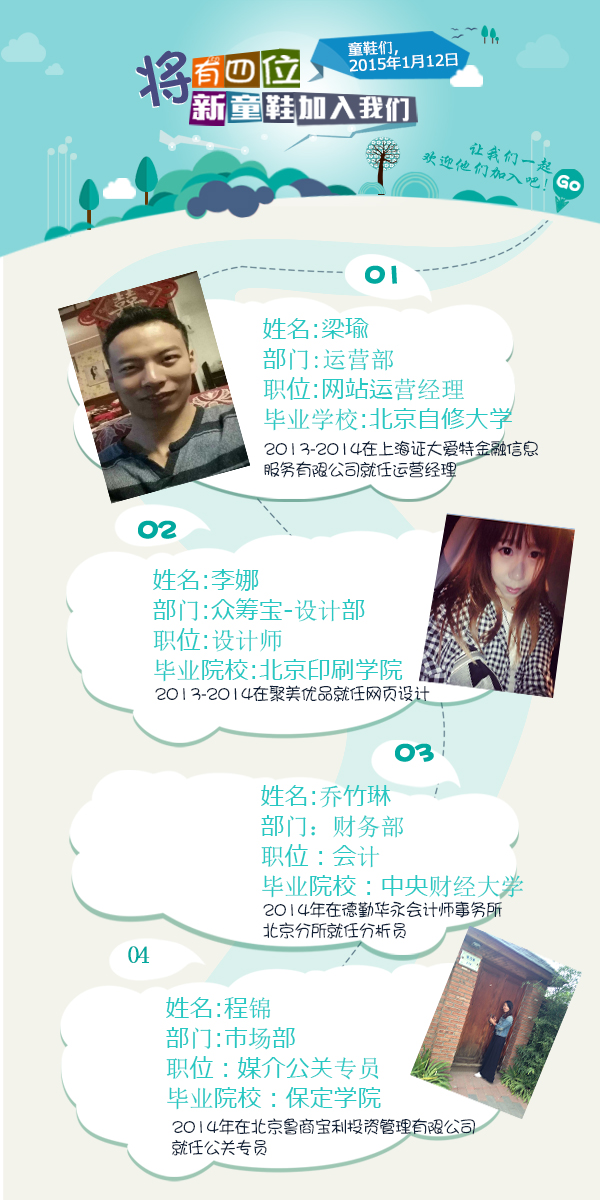 童鞋们,
2015年1月12日
将有四位
新童鞋加入我们
让我们一起
欢迎他们加入吧!
Go
01
姓名:梁瑜
部门:运营部
职位:网站运营经理
毕业学校:北京自修大学
2013-2014在上海证大爱特金融信息
服务有限公司就任运营经理
02
姓名:李娜
部门:众筹宝-设计部
职位:设计师
毕业院校:北京印刷学院
2013-2014在聚美优品就任网页设计
03
姓名:乔竹琳
部门：财务部
职位：会计
毕业院校：中央财经大学
2014年在德勤华永会计师事务所
北京分所就任分析员
04
姓名:程锦
部门:市场部
职位：媒介公关专员
毕业院校：保定学院
2014年在北京鲁商宝利投资管理有限公司
就任公关专员